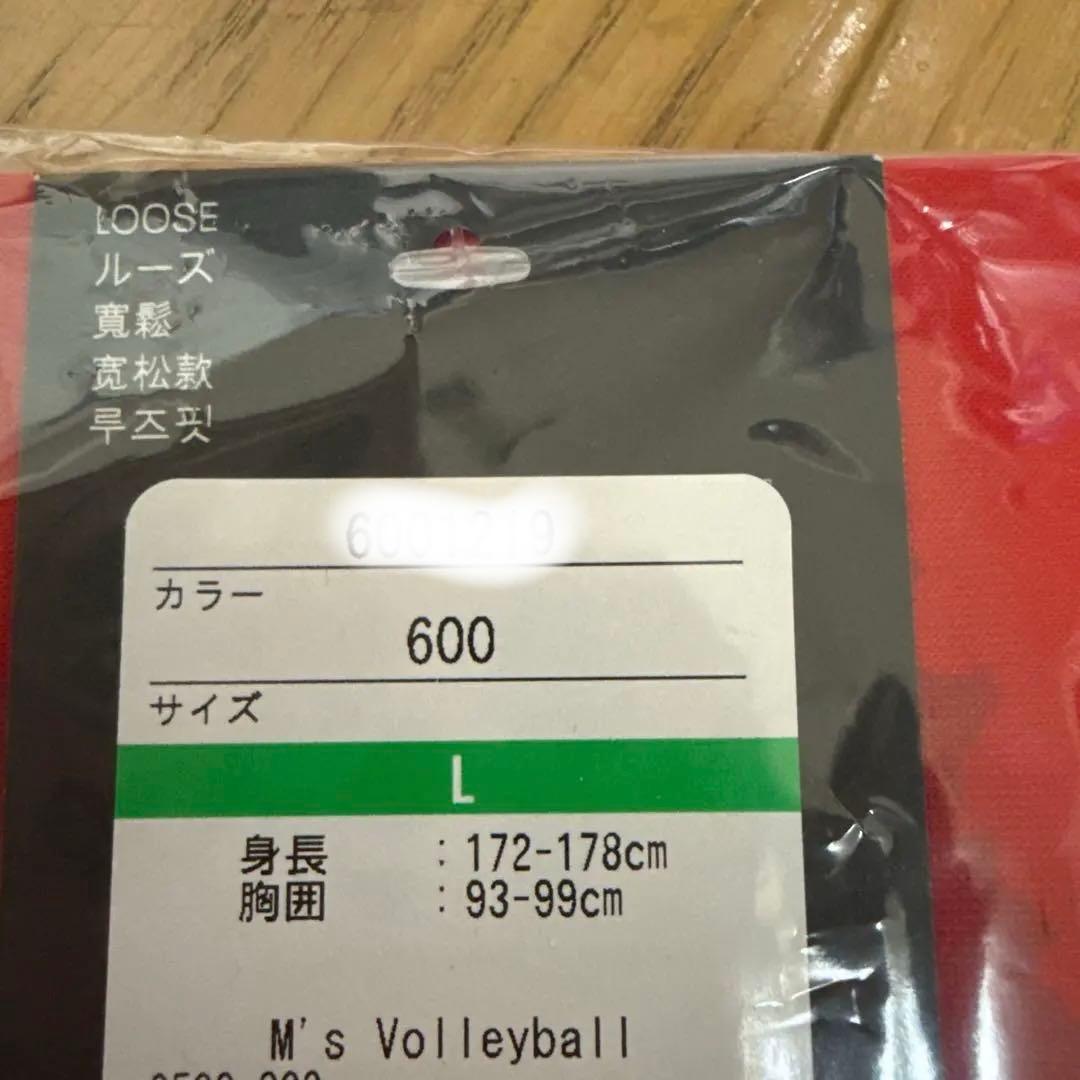 LOOSE
ルーズ
寬鬆
宽松款
루즈핏
カラー
600
サイズ
L
身長 : 172-178cm
胸囲 : 93-99cm
M's Volleyball